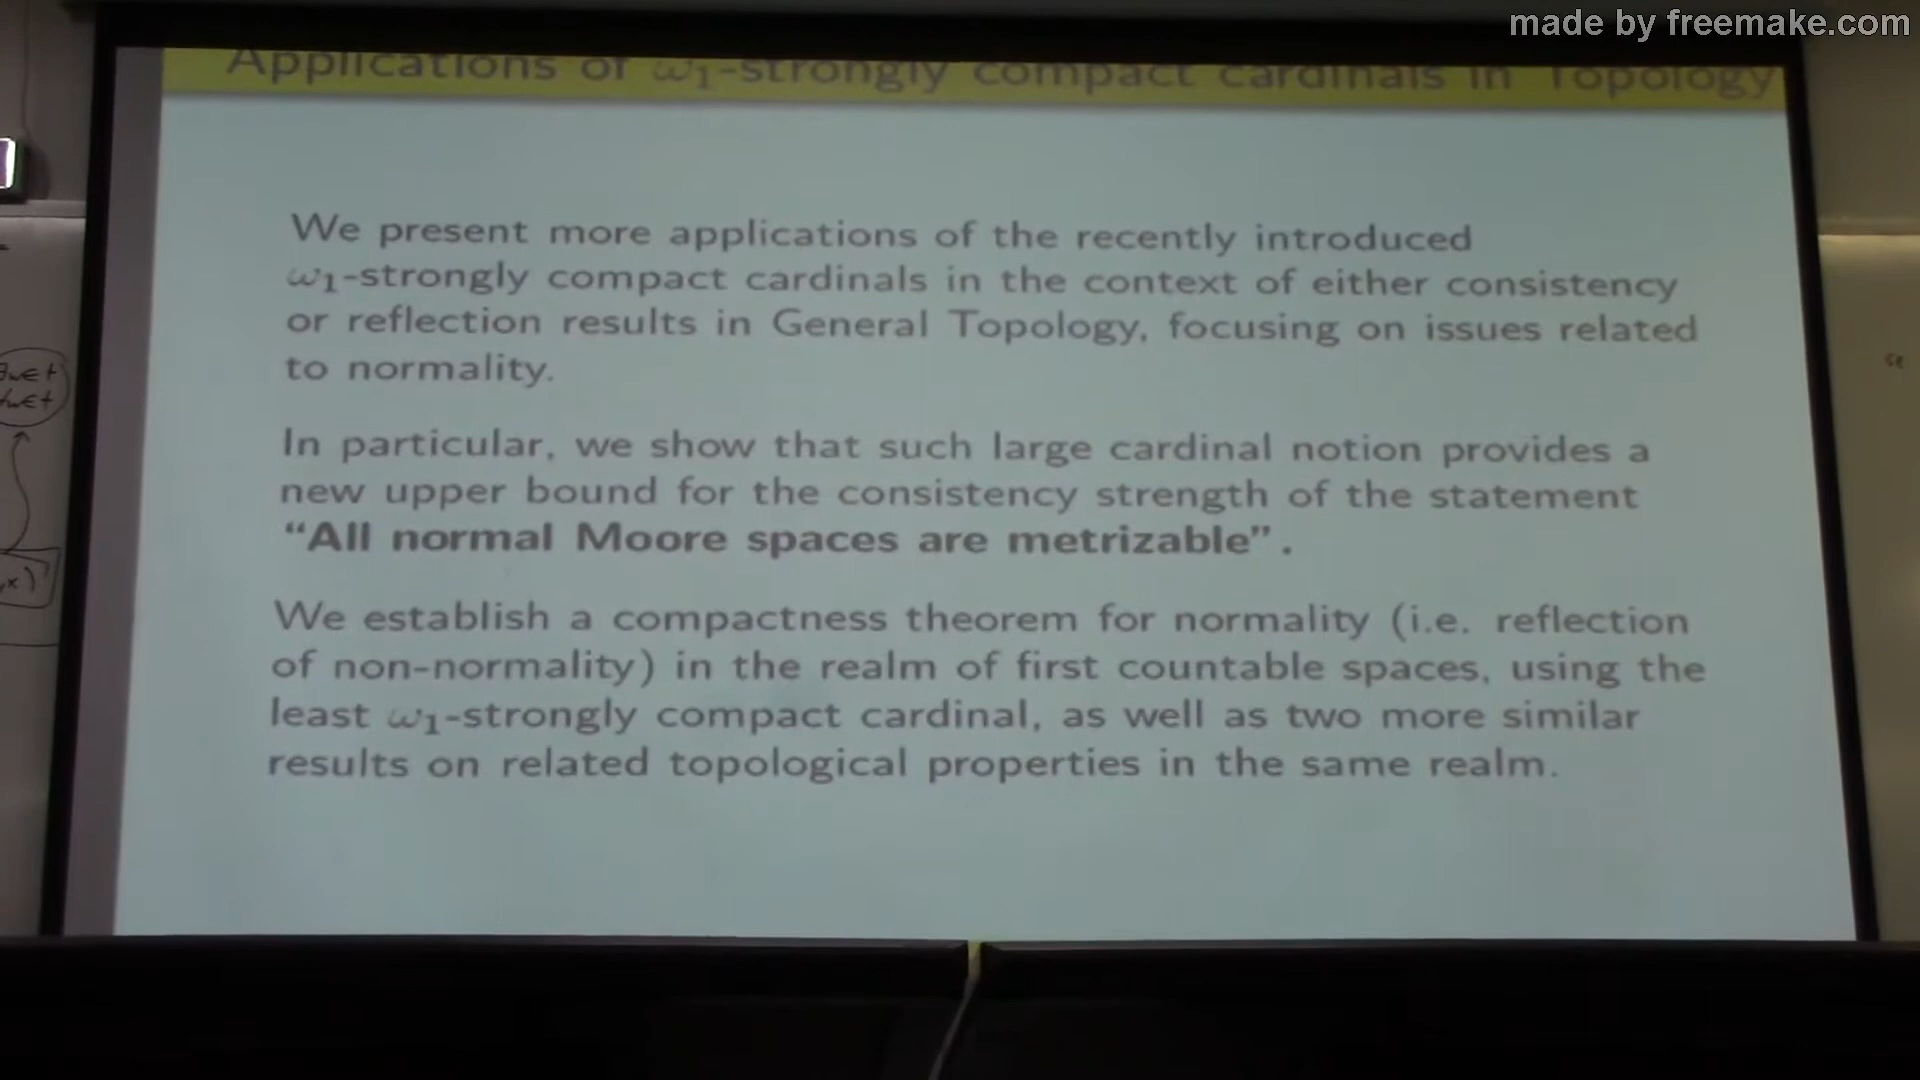 made by freemake.com
Applications of ω₁-strongly compact cardinals in Topology
We present more applications of the recently introduced
ω₁-strongly compact cardinals in the context of either consistency
or reflection results in General Topology, focusing on issues related
to normality.
In particular, we show that such large cardinal notion provides a
new upper bound for the consistency strength of the statement
“All normal Moore spaces are metrizable”.
We establish a compactness theorem for normality (i.e. reflection
of non-normality) in the realm of first countable spaces, using the
least ω₁-strongly compact cardinal, as well as two more similar
results on related topological properties in the same realm.